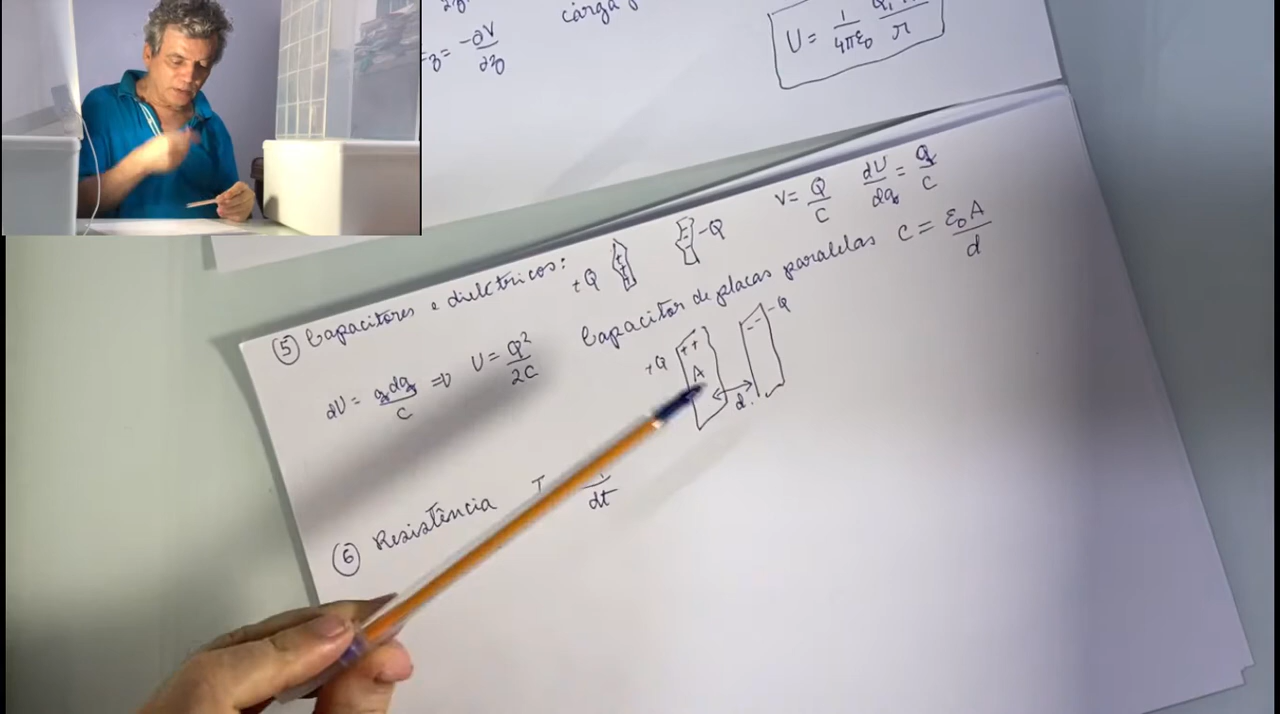 carga
= -∂V/∂z
U = 1/4πε₀
r
⑤ Capacitores e dielétricos: +Q -Q V = Q/C dU/dq = q/C
dU = q dq/C ⇒ U = Q²/2C
Capacitor de placas paralelas C = ε₀A/d
+Q ++ A d -- -Q
⑥ Resistência I
dt